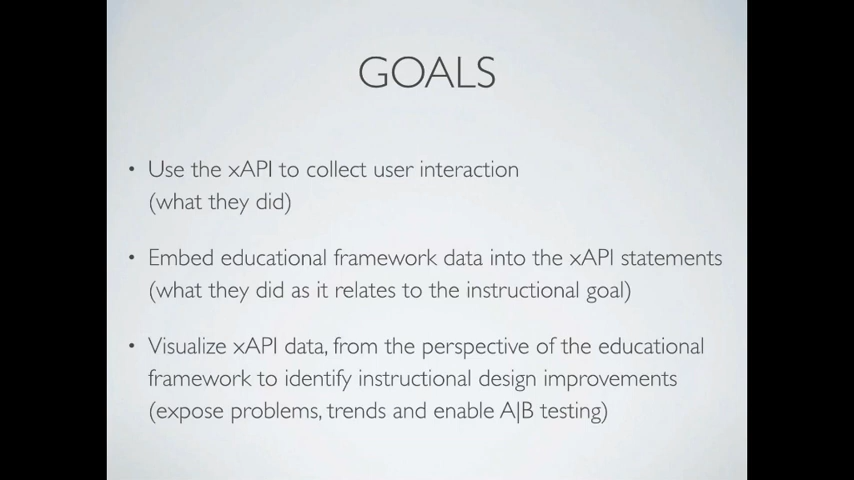 GOALS
• Use the xAPI to collect user interaction
(what they did)
• Embed educational framework data into the xAPI statements
(what they did as it relates to the instructional goal)
• Visualize xAPI data, from the perspective of the educational
framework to identify instructional design improvements
(expose problems, trends and enable A|B testing)